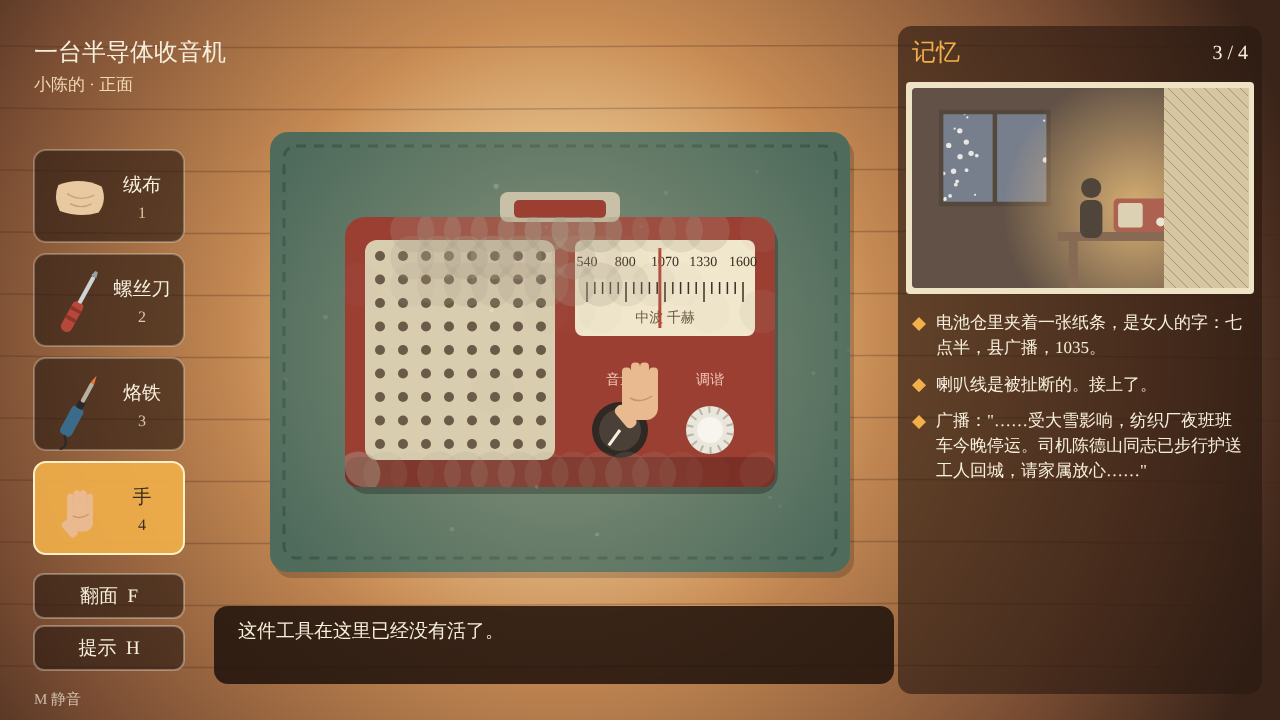 一台半导体收音机
小陈的 · 正面
绒布
1
螺丝刀
2
烙铁
3
手
4
翻面 F
提示 H
M 静音
540 800 1070 1330 1600
中波 千赫
音
调谐
这件工具在这里已经没有活了。
记忆 3 / 4
电池仓里夹着一张纸条，是女人的字：七
点半，县广播，1035。
喇叭线是被扯断的。接上了。
广播："……受大雪影响，纺织厂夜班班
车今晚停运。司机陈德山同志已步行护送
工人回城，请家属放心……"